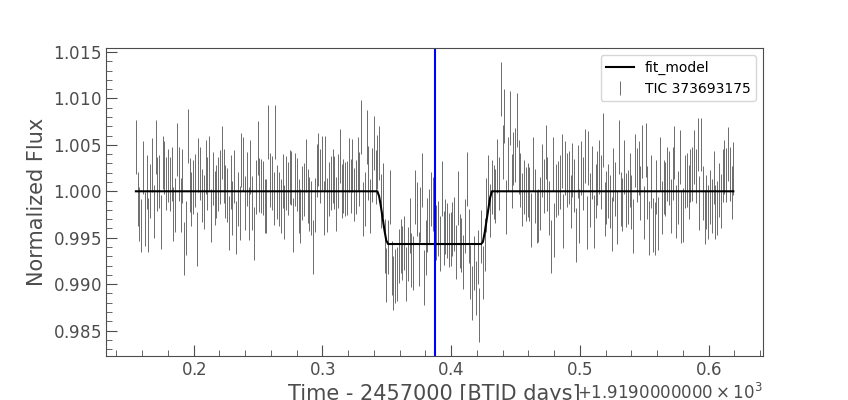 1.015
1.010
1.005
1.000
0.995
0.990
0.985
Normalized Flux
fit_model
TIC 373693175
0.2 0.3 0.4 0.5 0.6
Time - 2457000 [BTJD days]
+1.9190000000 × 10³